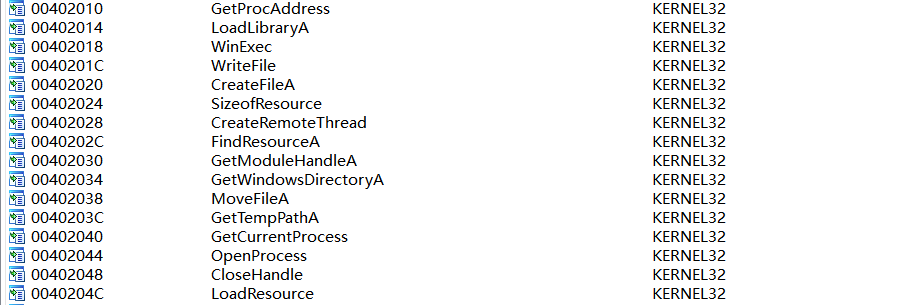 00402010 GetProcAddress KERNEL32
00402014 LoadLibraryA KERNEL32
00402018 WinExec KERNEL32
0040201C WriteFile KERNEL32
00402020 CreateFileA KERNEL32
00402024 SizeofResource KERNEL32
00402028 CreateRemoteThread KERNEL32
0040202C FindResourceA KERNEL32
00402030 GetModuleHandleA KERNEL32
00402034 GetWindowsDirectoryA KERNEL32
00402038 MoveFileA KERNEL32
0040203C GetTempPathA KERNEL32
00402040 GetCurrentProcess KERNEL32
00402044 OpenProcess KERNEL32
00402048 CloseHandle KERNEL32
0040204C LoadResource KERNEL32